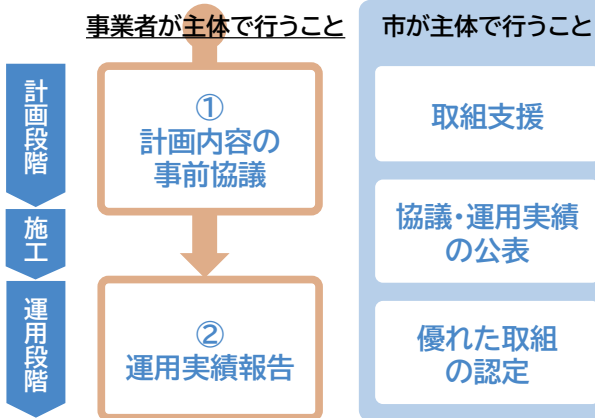 事業者が主体で行うこと
市が主体で行うこと
計画段階
施工
運用段階
①
計画内容の
事前協議
②
運用実績報告
取組支援
協議・運用実績
の公表
優れた取組
の認定